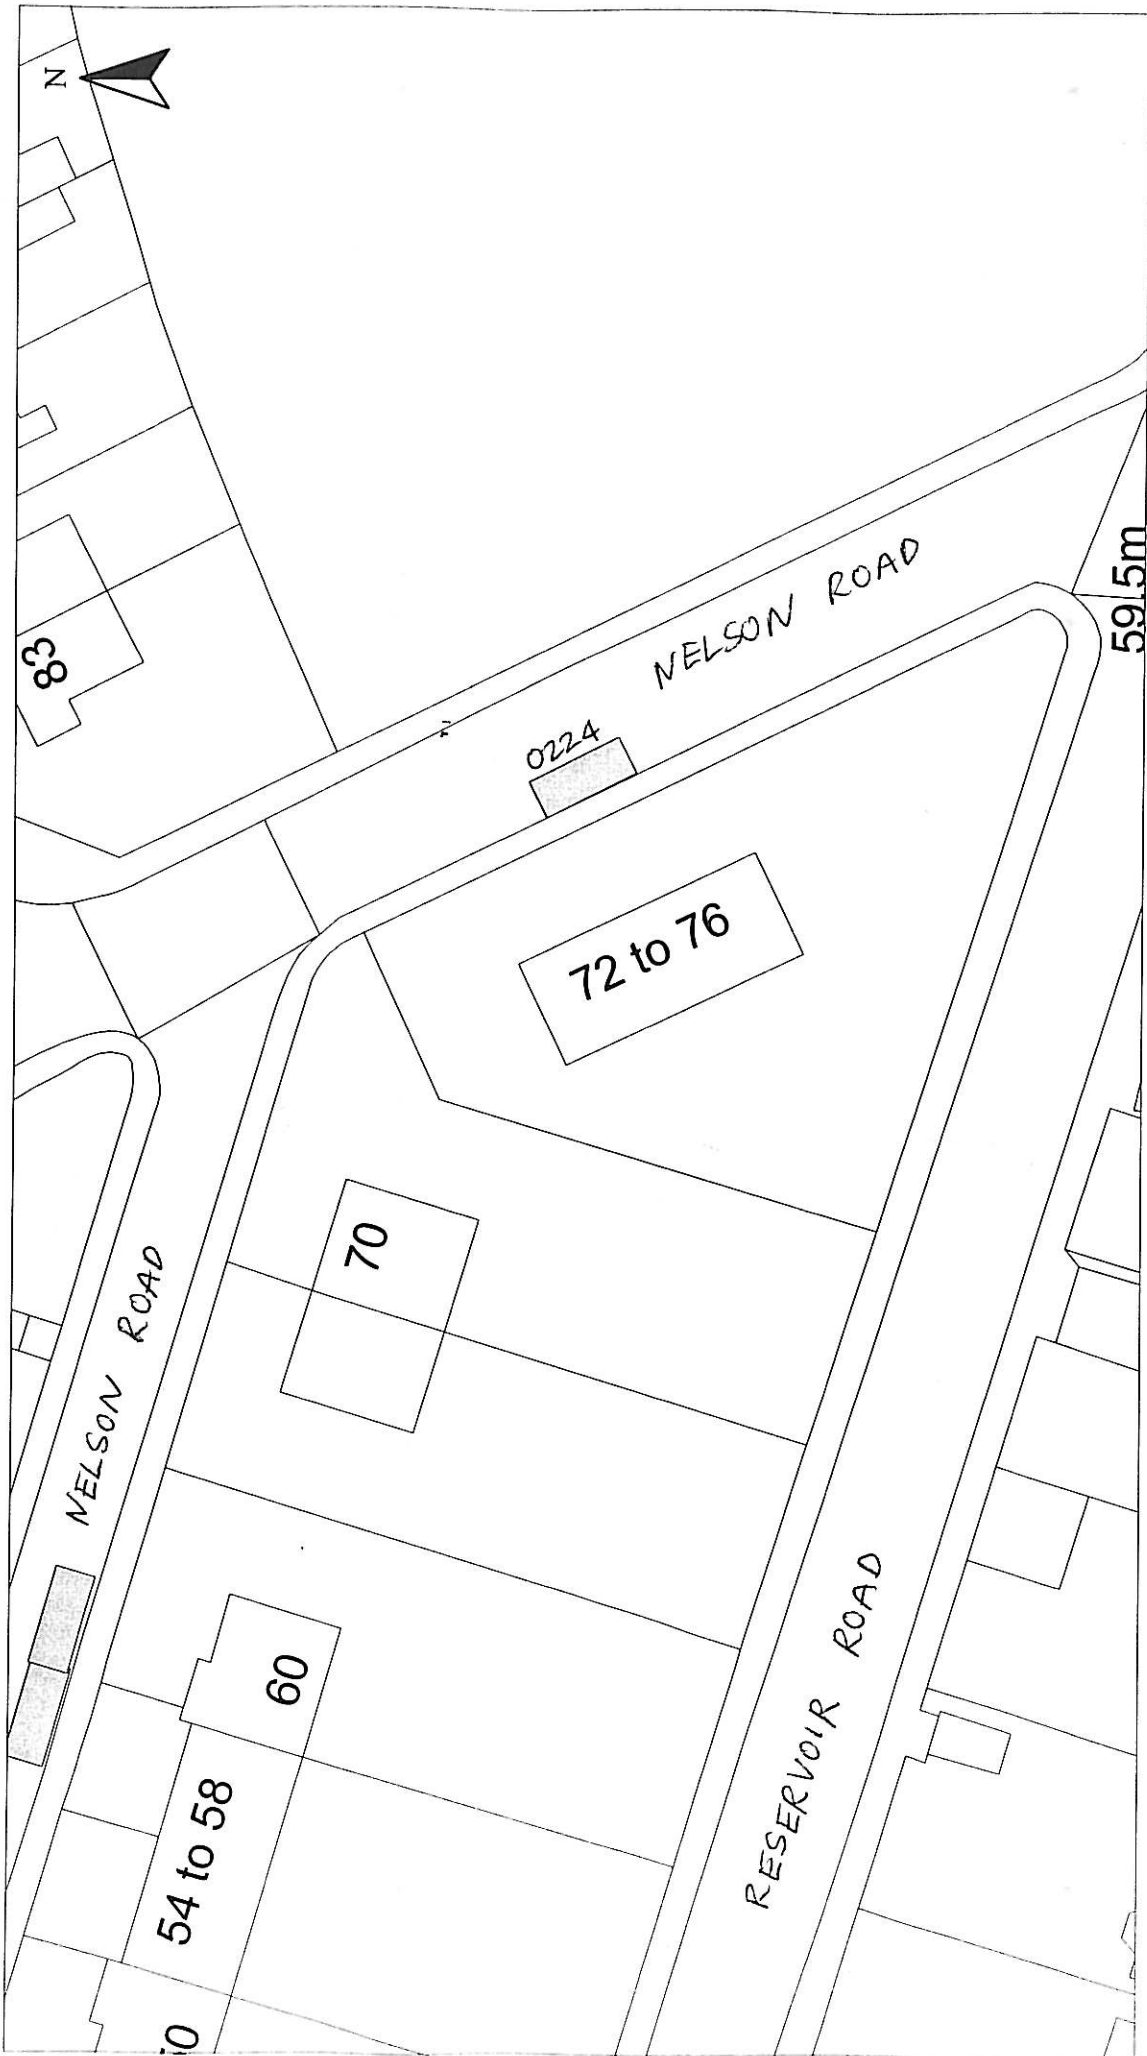 N
83
NELSON ROAD
0224
59.5m
72 to 76
70
NELSON ROAD
60
RESERVOIR ROAD
54 to 58